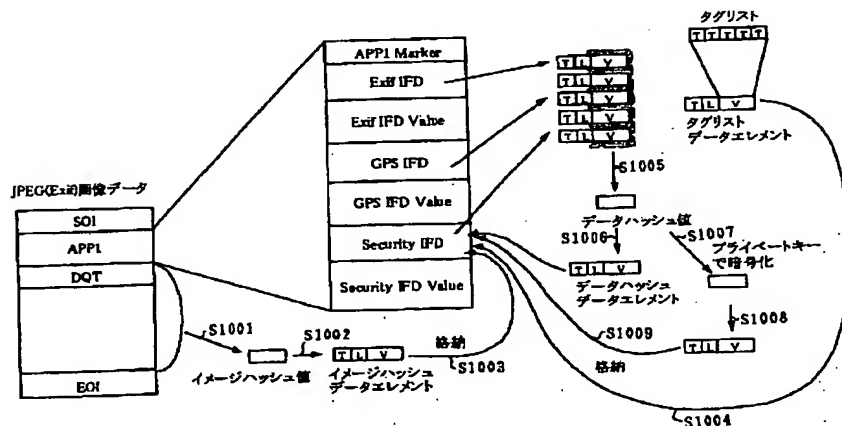 タグリスト
T T T T T
T L V
タグリスト
データエレメント
APP1 Marker
Exif IFD
Exif IFD Value
GPS IFD
GPS IFD Value
Security IFD
Security IFD Value
T L V
T L V
T L V
T L V
T L V
S1005
データハッシュ値
S1006
S1007
プライベートキー
で暗号化
T L V
データハッシュ
データエレメント
S1008
S1009
T L V
格納
JPEG(Exif)画像データ
SOI
APP1
DQT
EOI
S1001
イメージハッシュ値
S1002
T L V
イメージハッシュ
データエレメント
格納
S1003
S1004